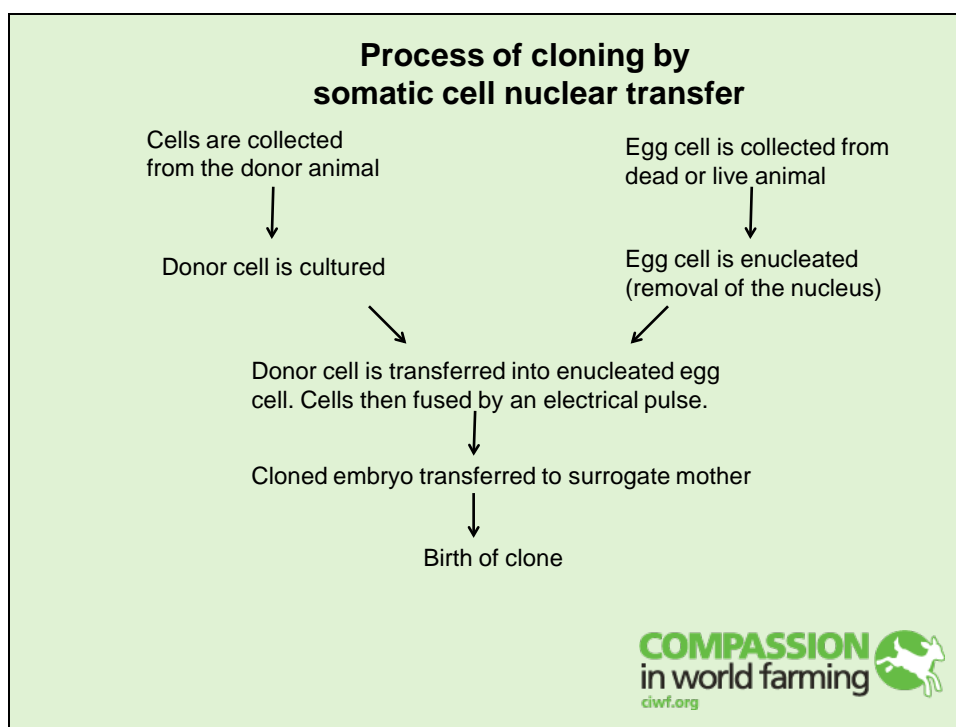 Process of cloning by
somatic cell nuclear transfer
Cells are collected
from the donor animal
Egg cell is collected from
dead or live animal
Donor cell is cultured
Egg cell is enucleated
(removal of the nucleus)
Donor cell is transferred into enucleated egg
cell. Cells then fused by an electrical pulse.
Cloned embryo transferred to surrogate mother
Birth of clone
COMPASSION
in world farming
ciwf.org